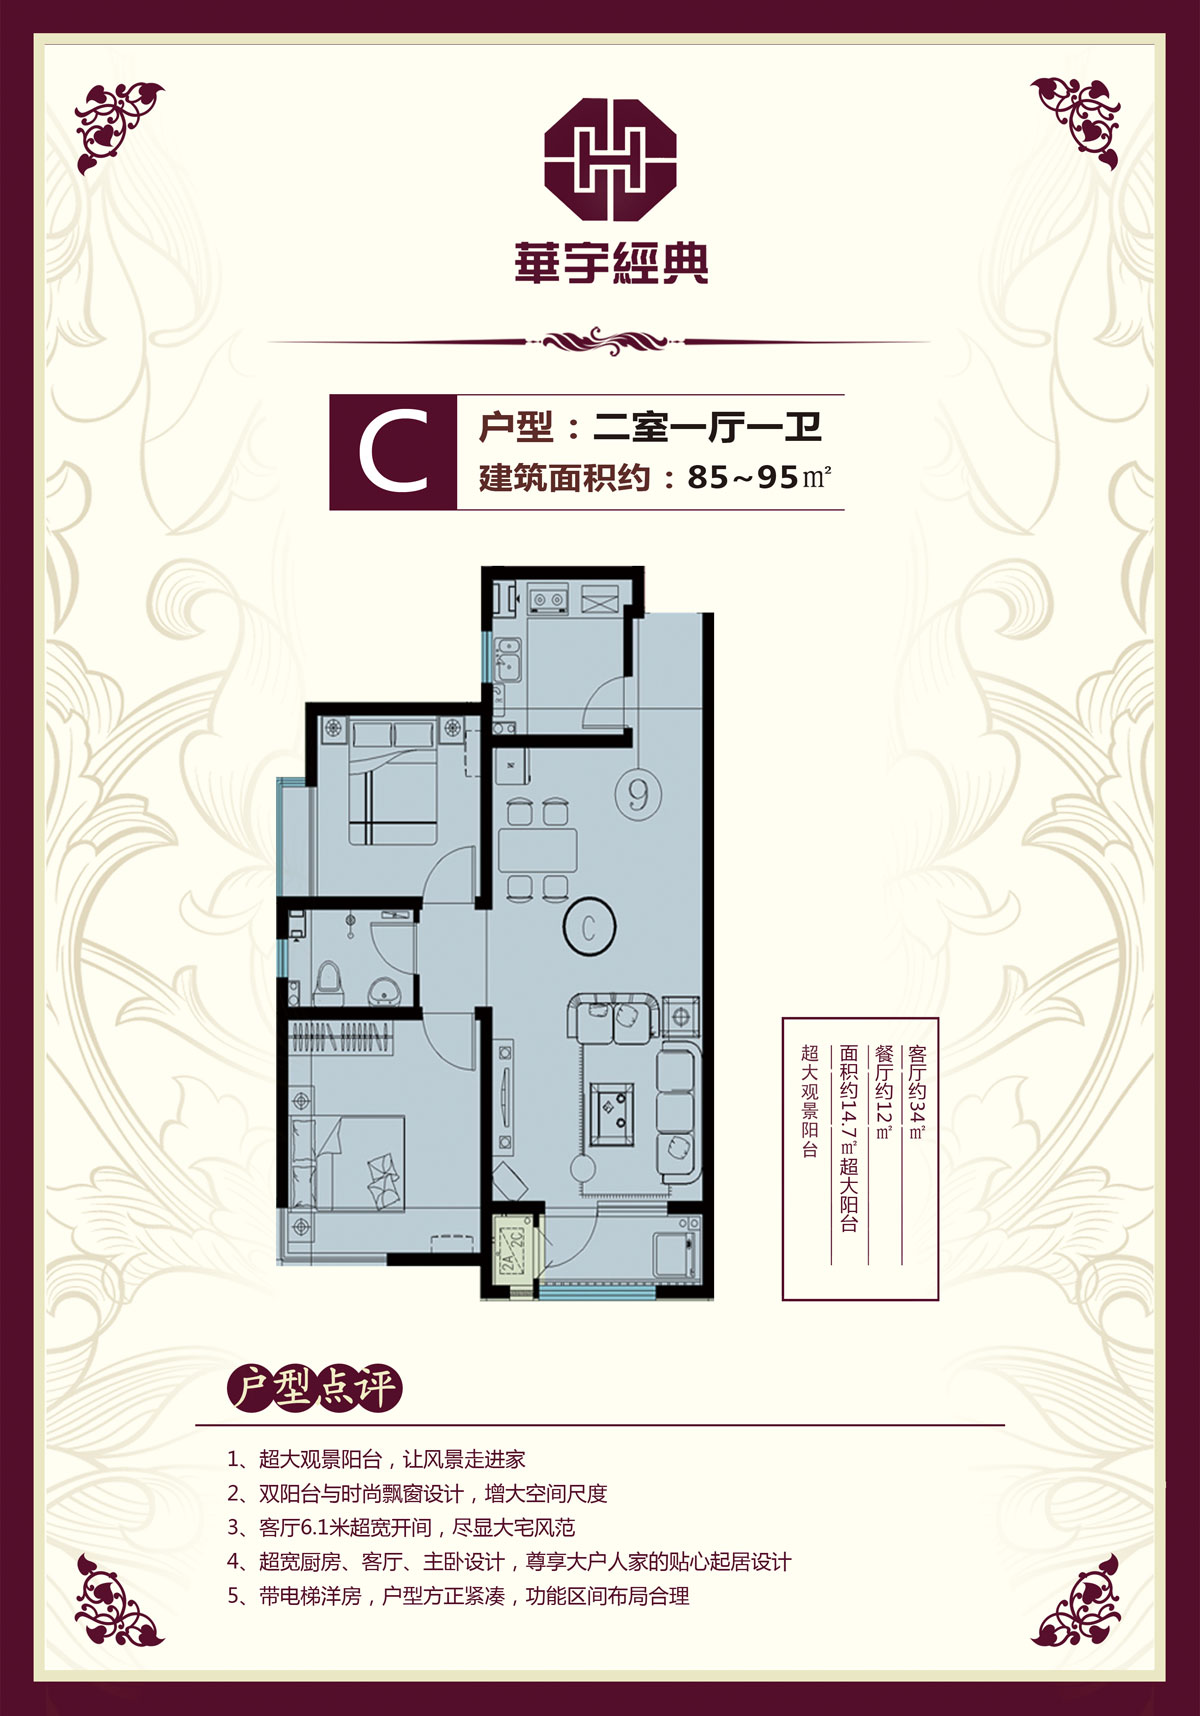 華宇經典
C
户型：二室一厅一卫
建筑面积约：85~95㎡
9
C
2A 2C
客厅约34㎡
餐厅约12㎡
面积约14.7㎡超大阳台
超大观景阳台
户型点评
1、超大观景阳台，让风景走进家
2、双阳台与时尚飘窗设计，增大空间尺度
3、客厅6.1米超宽开间，尽显大宅风范
4、超宽厨房、客厅、主卧设计，尊享大户人家的贴心起居设计
5、带电梯洋房，户型方正紧凑，功能区间布局合理